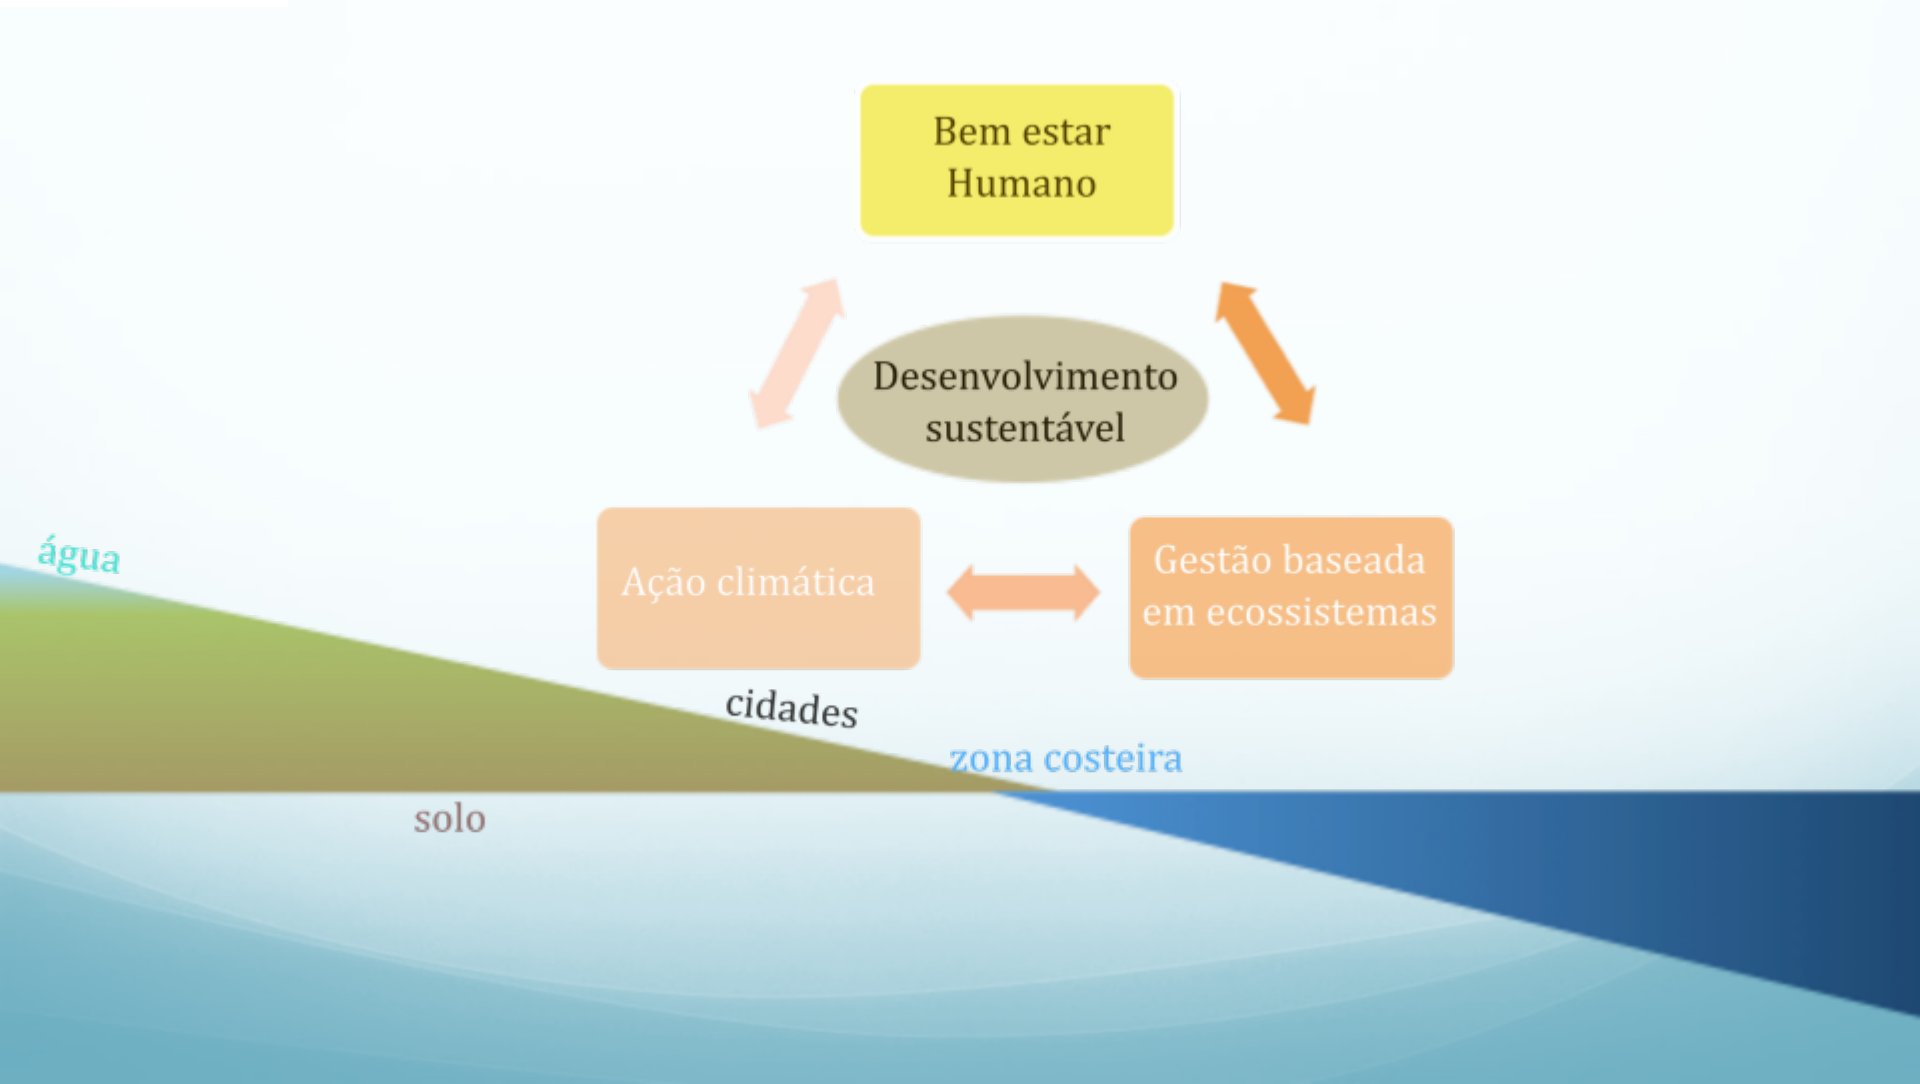 Bem estar
Humano
Desenvolvimento
sustentável
água
Ação climática
Gestão baseada
em ecossistemas
cidades
zona costeira
solo